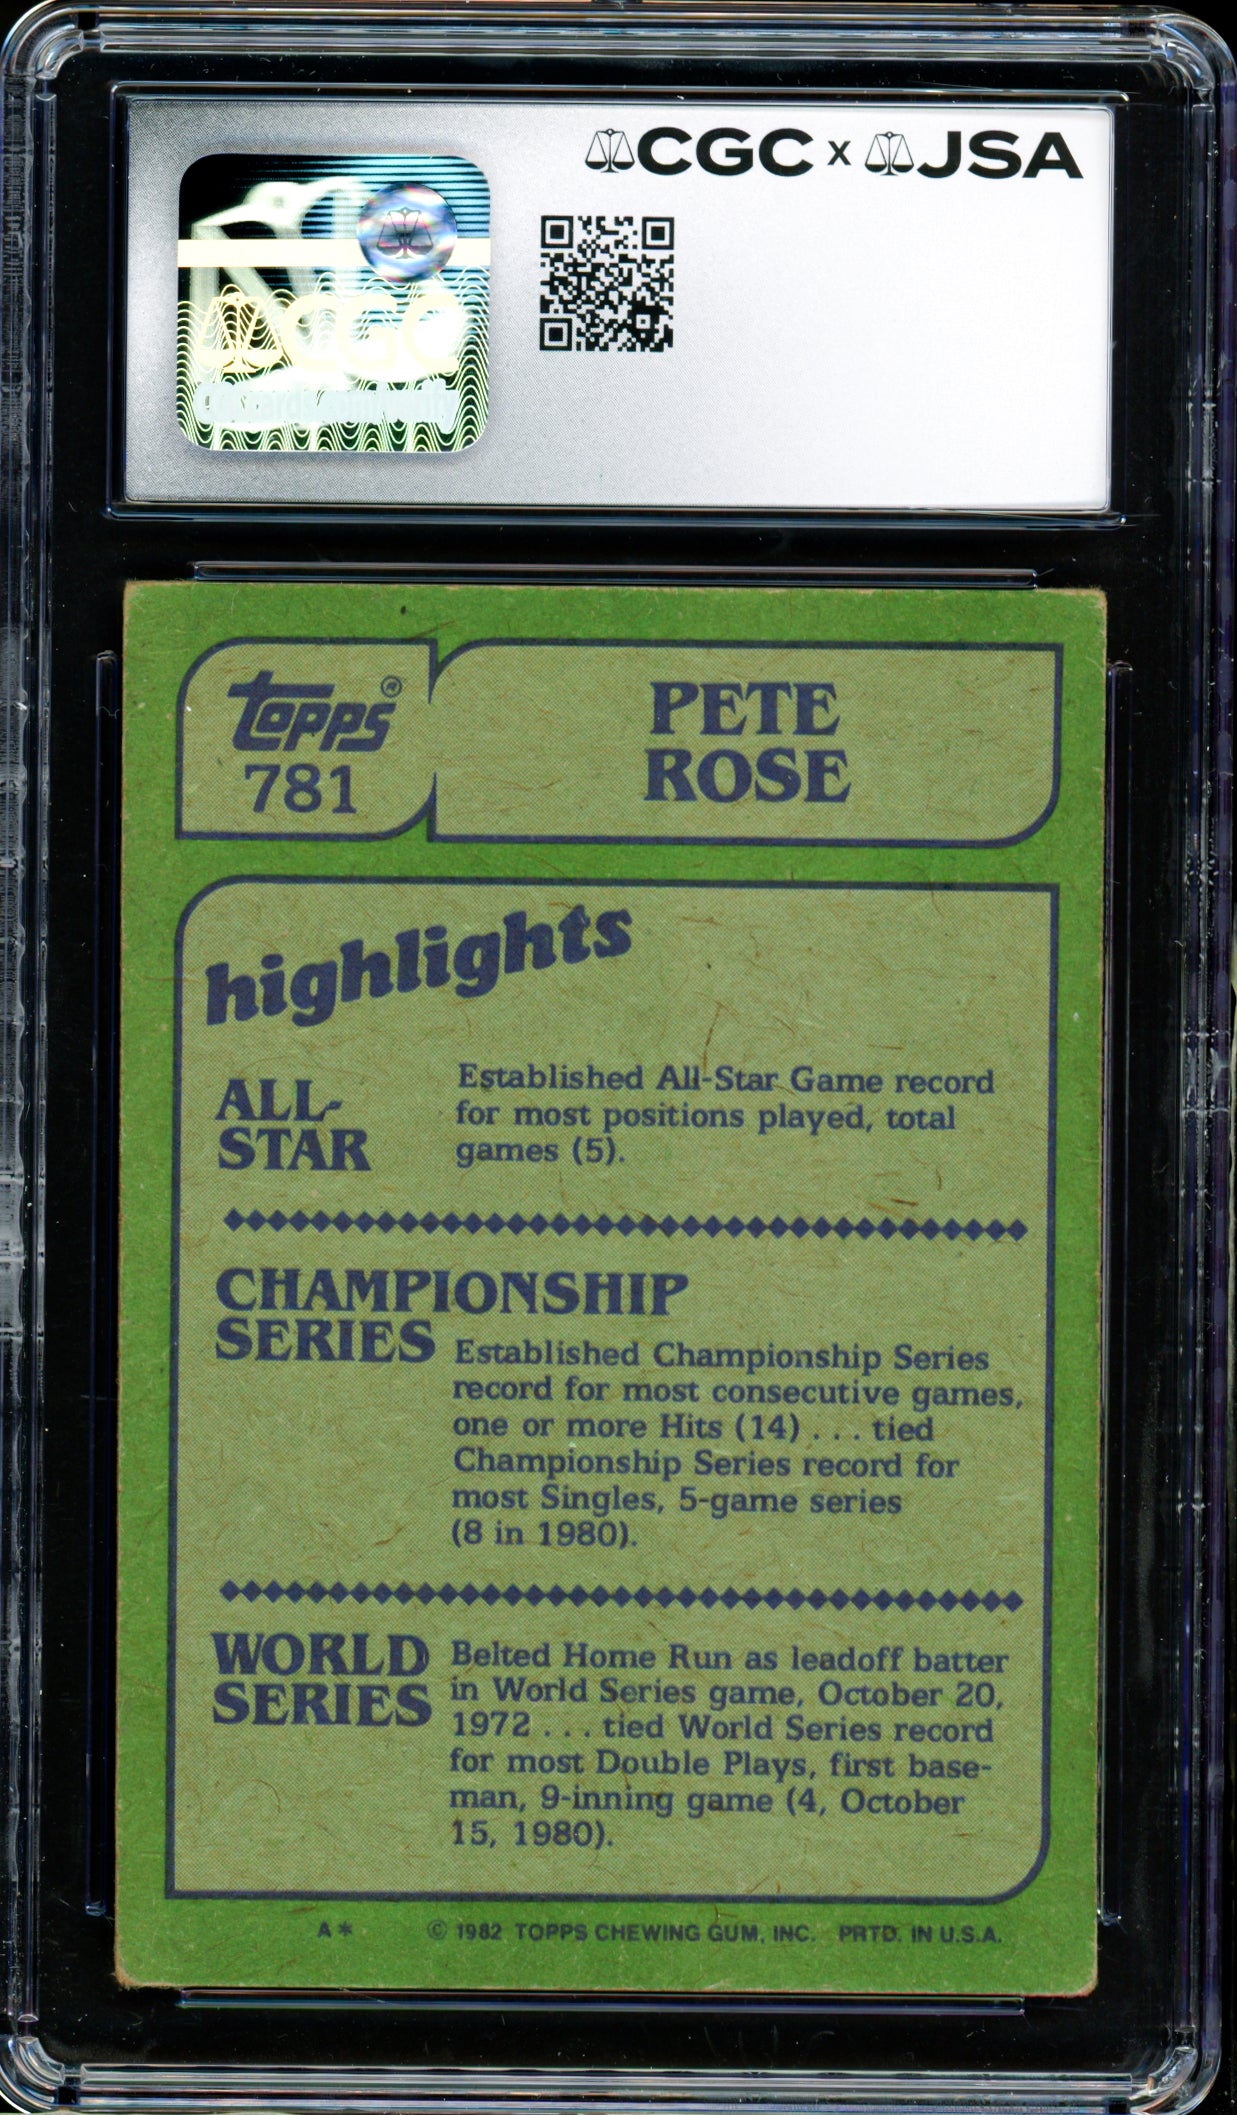 CGC x JSA
CGC
topps®
781
PETE
ROSE
highlights
ALL-
STAR
Established All-Star Game record
for most positions played, total
games (5).
CHAMPIONSHIP
SERIES
Established Championship Series
record for most consecutive games,
one or more Hits (14) . . . tied
Championship Series record for
most Singles, 5-game series
(8 in 1980).
WORLD
SERIES
Belted Home Run as leadoff batter
in World Series game, October 20,
1972 . . . tied World Series record
for most Double Plays, first base-
man, 9-inning game (4, October
15, 1980).
A* © 1982 TOPPS CHEWING GUM, INC. PRTD. IN U.S.A.